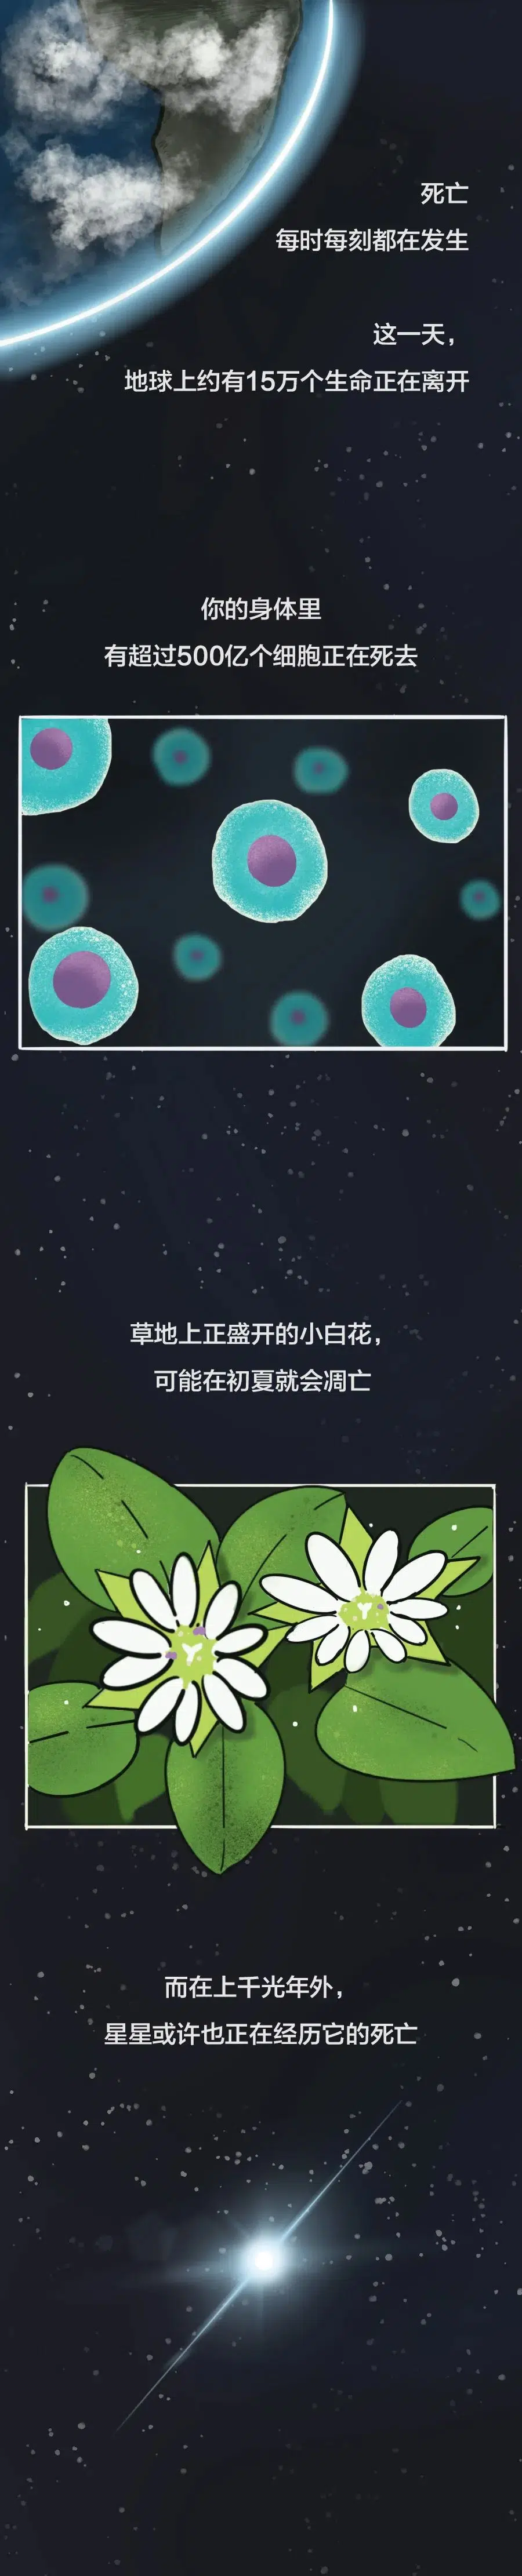 死亡
每时每刻都在发生
这一天，
地球上约有15万个生命正在离开
你的身体里
有超过500亿个细胞正在死去
草地上正盛开的小白花，
可能在初夏就会凋亡
而在上千光年外，
星星或许也正在经历它的死亡